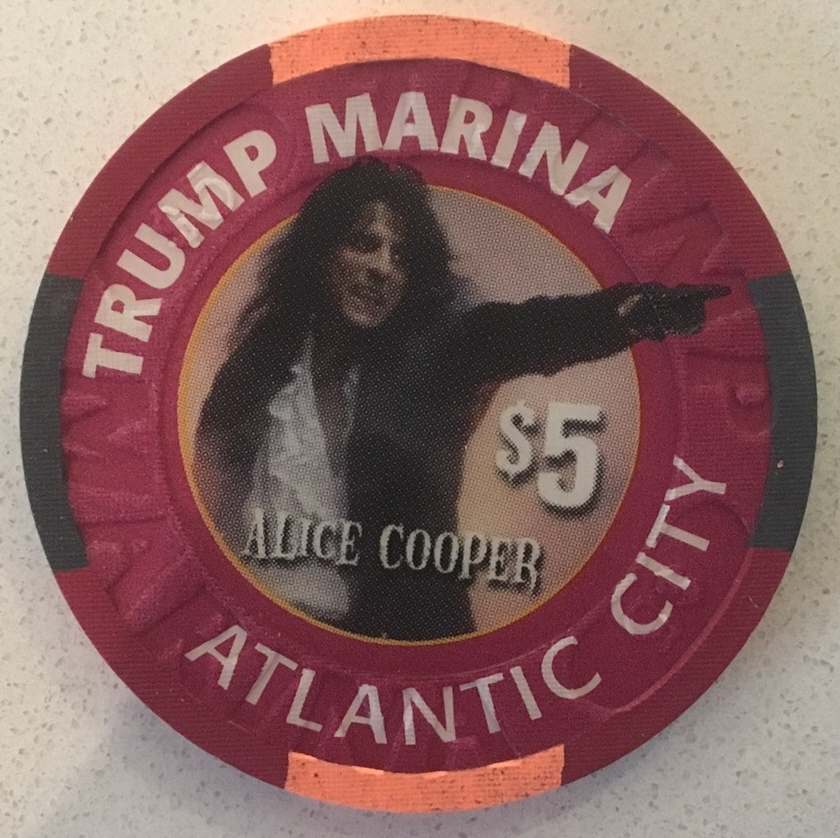 TRUMP MARINA
$5
ALICE COOPER
ATLANTIC CITY